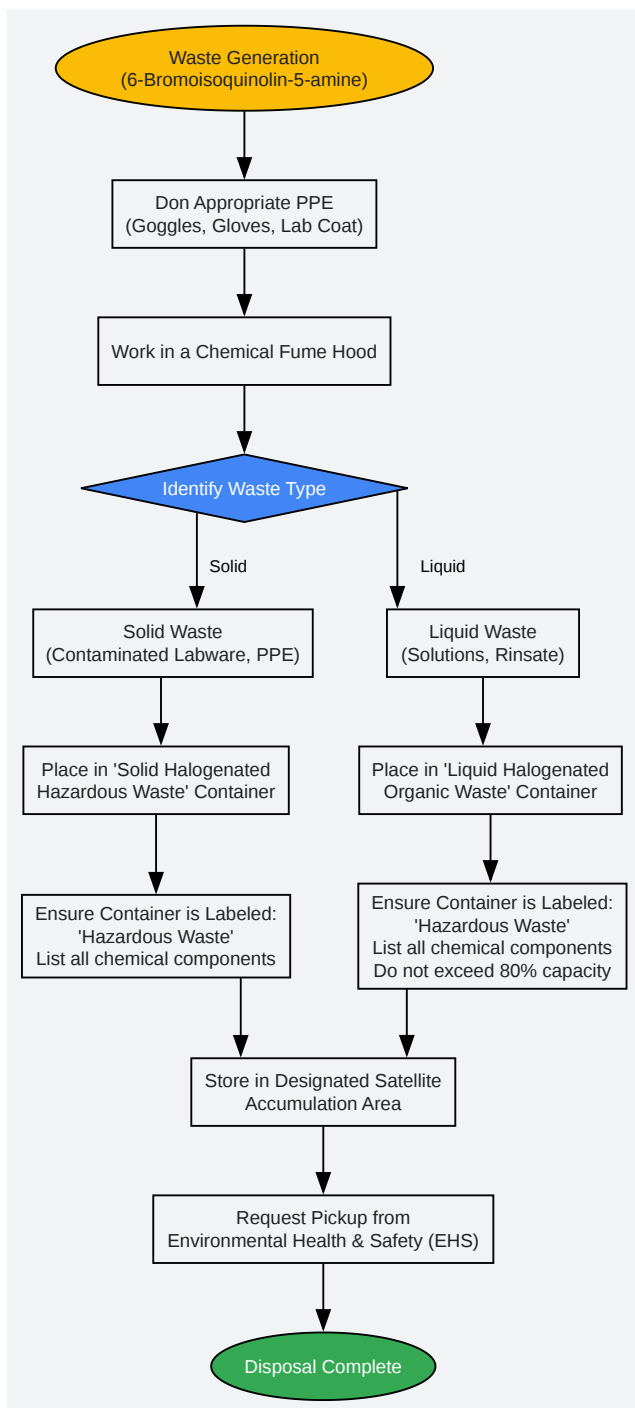 Waste Generation
(6-Bromoisoquinolin-5-amine)
Don Appropriate PPE
(Goggles, Gloves, Lab Coat)
Work in a Chemical Fume Hood
Identify Waste Type
Solid
Liquid
Solid Waste
(Contaminated Labware, PPE)
Liquid Waste
(Solutions, Rinsate)
Place in 'Solid Halogenated
Hazardous Waste' Container
Place in 'Liquid Halogenated
Organic Waste' Container
Ensure Container is Labeled:
'Hazardous Waste'
List all chemical components
Ensure Container is Labeled:
'Hazardous Waste'
List all chemical components
Do not exceed 80% capacity
Store in Designated Satellite
Accumulation Area
Request Pickup from
Environmental Health & Safety (EHS)
Disposal Complete